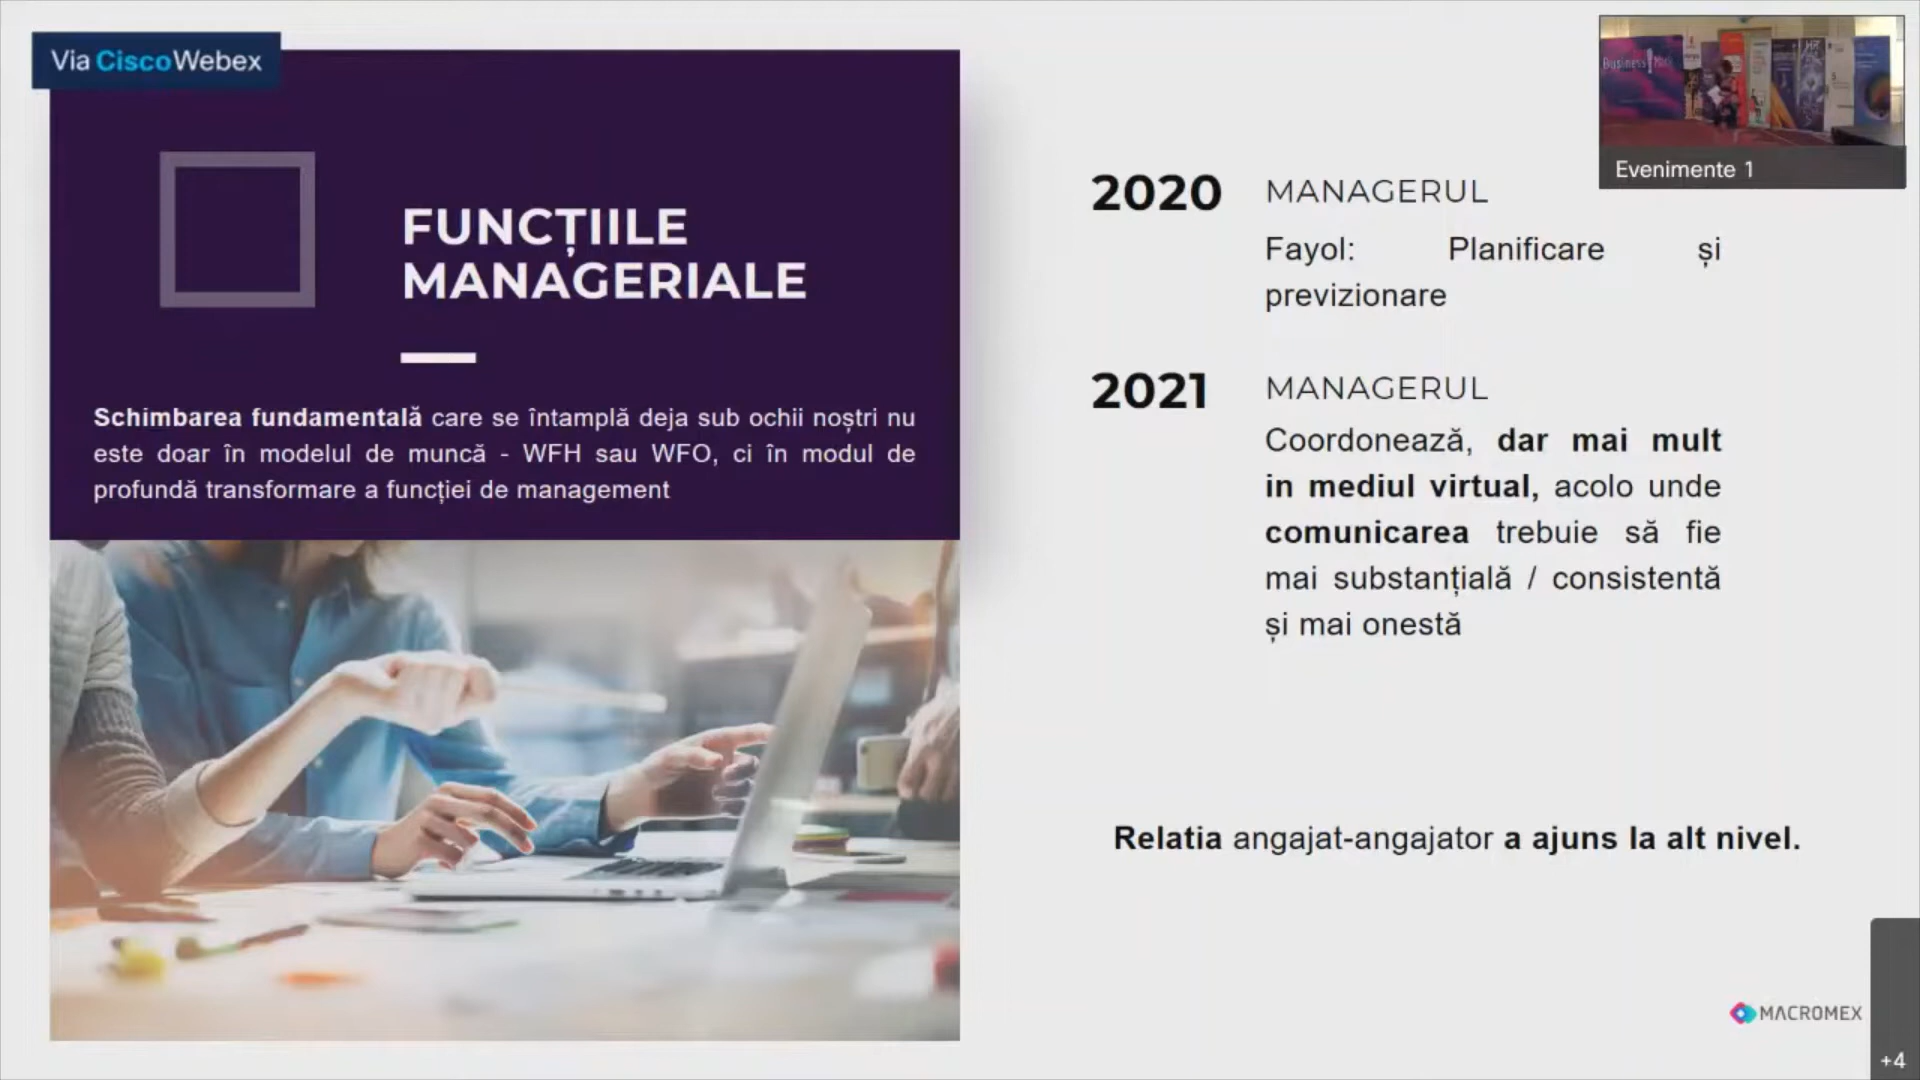 Via CiscoWebex
FUNCȚIILE
MANAGERIALE
Schimbarea fundamentală care se întamplă deja sub ochii noștri nu
este doar în modelul de muncă - WFH sau WFO, ci în modul de
profundă transformare a funcției de management
2020 MANAGERUL
Fayol: Planificare și
previzionare
2021 MANAGERUL
Coordonează, dar mai mult
in mediul virtual, acolo unde
comunicarea trebuie să fie
mai substanțială / consistentă
și mai onestă
Relatia angajat-angajator a ajuns la alt nivel.
Business
HR
Evenimente 1
MACROMEX
+4